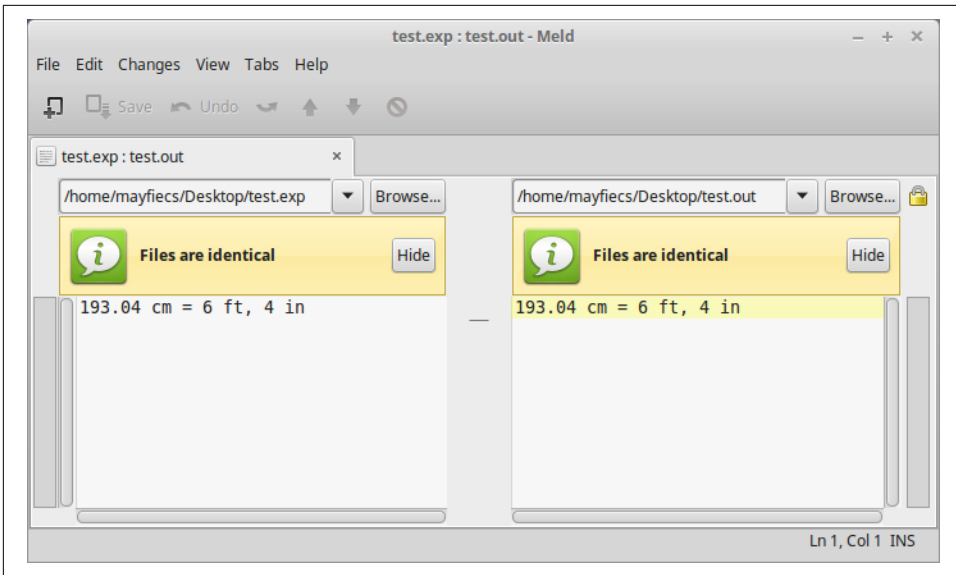 test.exp : test.out - Meld
File Edit Changes View Tabs Help
Save Undo
test.exp : test.out
/home/mayfiecs/Desktop/test.exp Browse... /home/mayfiecs/Desktop/test.out Browse...
Files are identical Hide Files are identical Hide
193.04 cm = 6 ft, 4 in 193.04 cm = 6 ft, 4 in
Ln 1, Col 1 INS